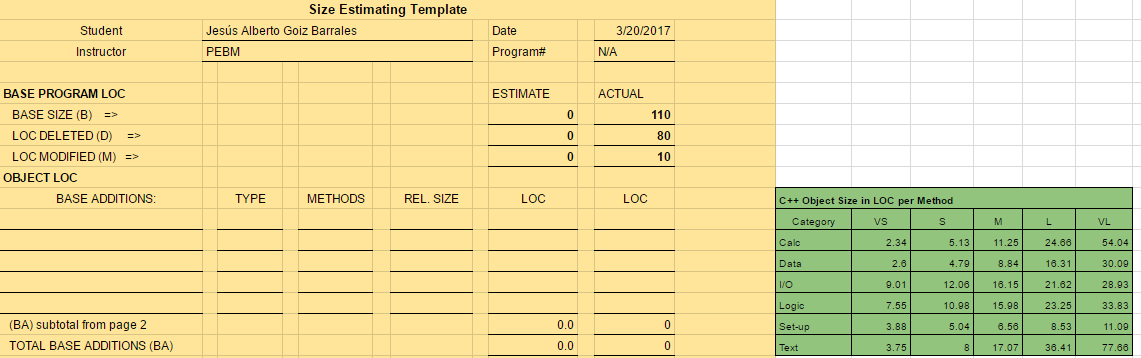 Size Estimating Template
Student Jesús Alberto Goiz Barrales Date 3/20/2017
Instructor PEBM Program# N/A
BASE PROGRAM LOC ESTIMATE ACTUAL
BASE SIZE (B) => 0 110
LOC DELETED (D) => 0 80
LOC MODIFIED (M) => 0 10
OBJECT LOC
BASE ADDITIONS: TYPE METHODS REL. SIZE LOC LOC
(BA) subtotal from page 2 0.0 0
TOTAL BASE ADDITIONS (BA) 0.0 0
C++ Object Size in LOC per Method
Category VS S M L VL
Calc 2.34 5.13 11.25 24.66 54.04
Data 2.6 4.79 8.84 16.31 30.09
I/O 9.01 12.06 16.15 21.62 28.93
Logic 7.55 10.98 15.98 23.25 33.83
Set-up 3.88 5.04 6.56 8.53 11.09
Text 3.75 8 17.07 36.41 77.66